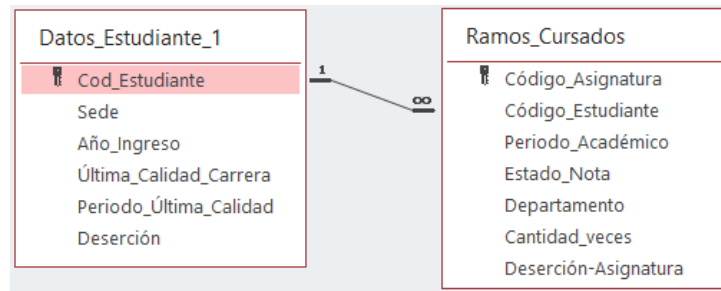 Datos_Estudiante_1
Cod_Estudiante
Sede
Año_Ingreso
Última_Calidad_Carrera
Periodo_Última_Calidad
Deserción
1
∞
Ramos_Cursados
Código_Asignatura
Código_Estudiante
Periodo_Académico
Estado_Nota
Departamento
Cantidad_veces
Deserción-Asignatura